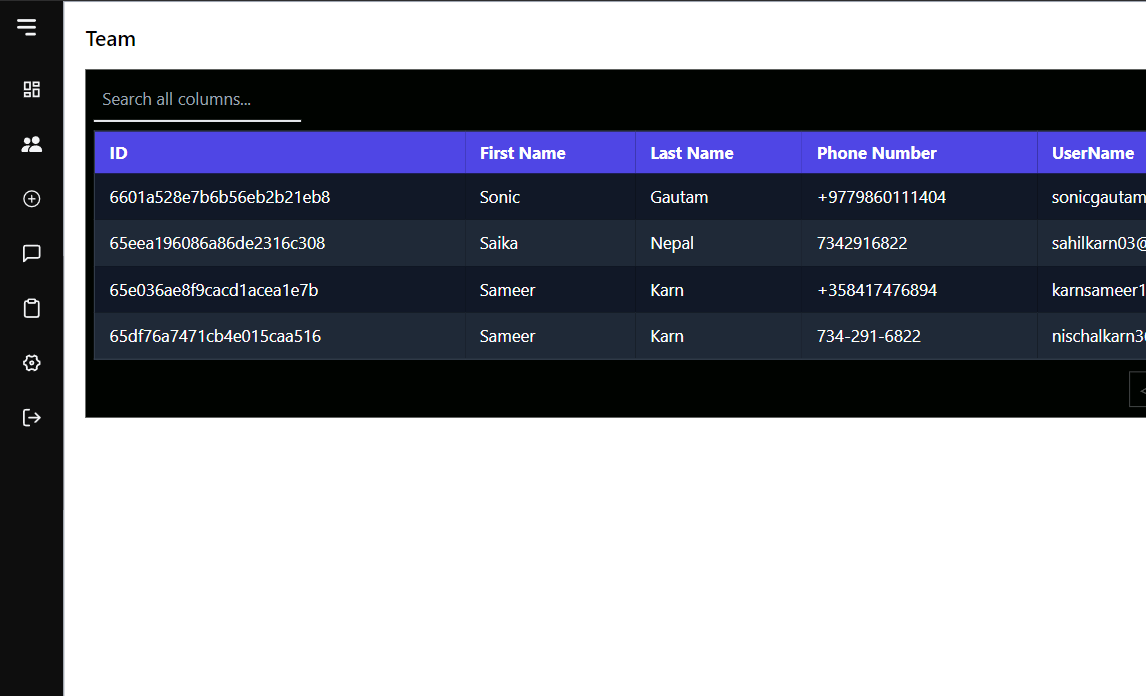 Team
Search all columns...
ID First Name Last Name Phone Number UserName
6601a528e7b6b56eb2b21eb8 Sonic Gautam +9779860111404 sonicgautam
65eea196086a86de2316c308 Saika Nepal 7342916822 sahilkarn03@
65e036ae8f9cacd1acea1e7b Sameer Karn +358417476894 karnsameer1
65df76a7471cb4e015caa516 Sameer Karn 734-291-6822 nischalkarn3